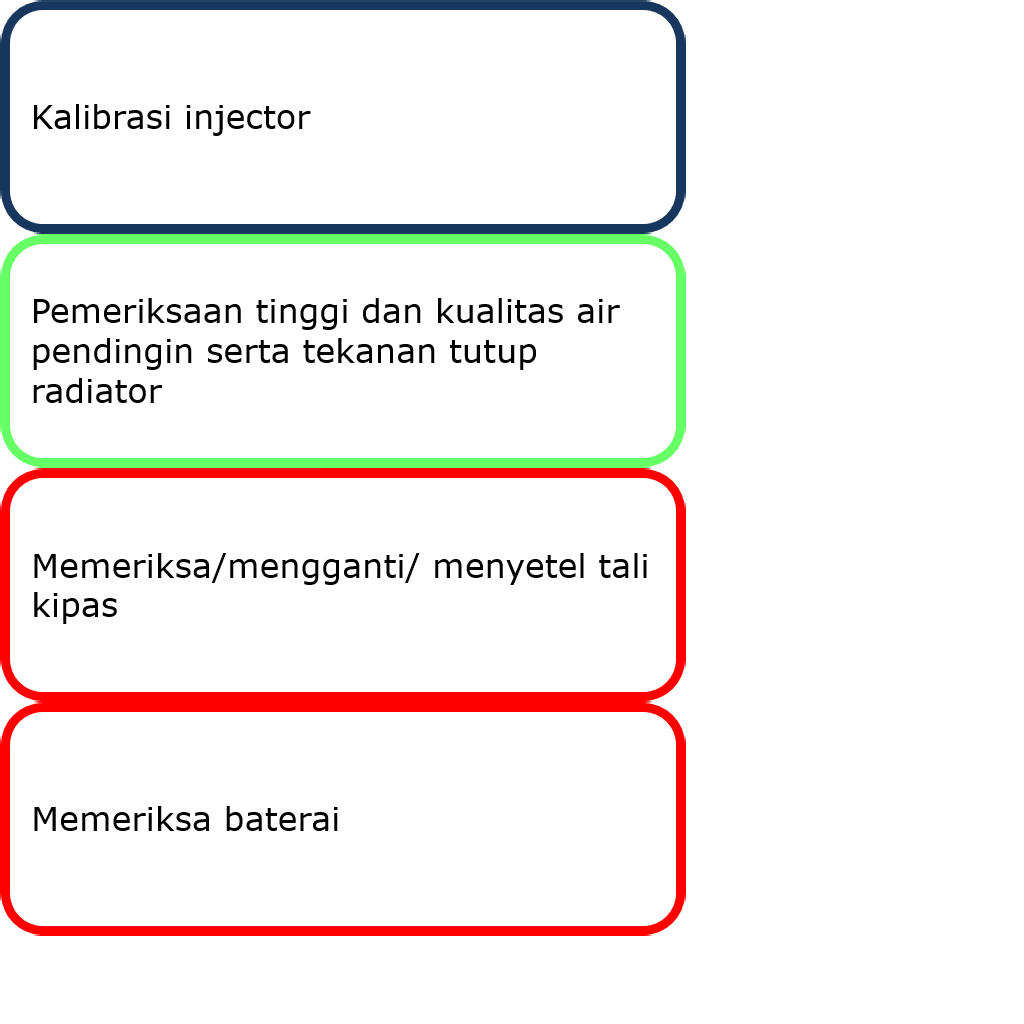 Kalibrasi injector
Pemeriksaan tinggi dan kualitas air
pendingin serta tekanan tutup
radiator
Memeriksa/mengganti/ menyetel tali
kipas
Memeriksa baterai